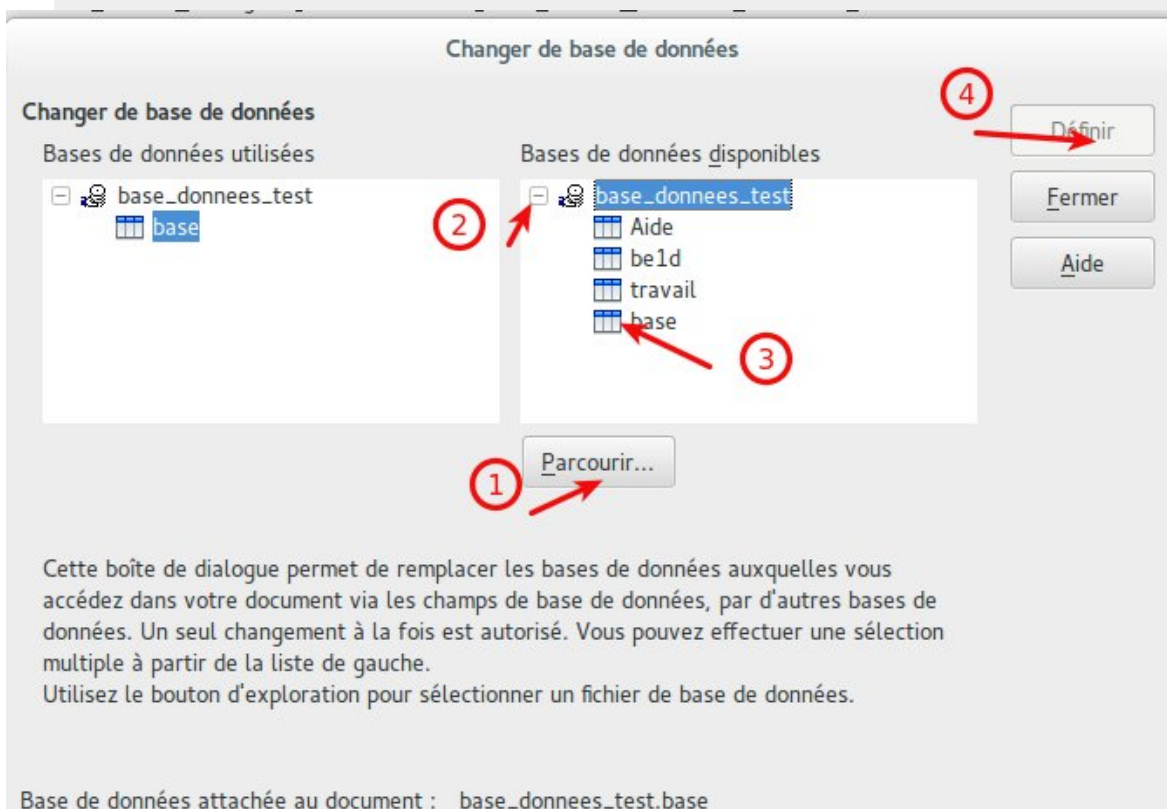 Changer de base de données
Changer de base de données
4
Définir
Bases de données utilisées
Bases de données disponibles
base_donnees_test
base_donnees_test
Fermer
base
2
Aide
be1d
Aide
travail
base
3
Parcourir...
1
Cette boîte de dialogue permet de remplacer les bases de données auxquelles vous
accédez dans votre document via les champs de base de données, par d'autres bases de
données. Un seul changement à la fois est autorisé. Vous pouvez effectuer une sélection
multiple à partir de la liste de gauche.
Utilisez le bouton d'exploration pour sélectionner un fichier de base de données.
Base de données attachée au document : base_donnees_test.base